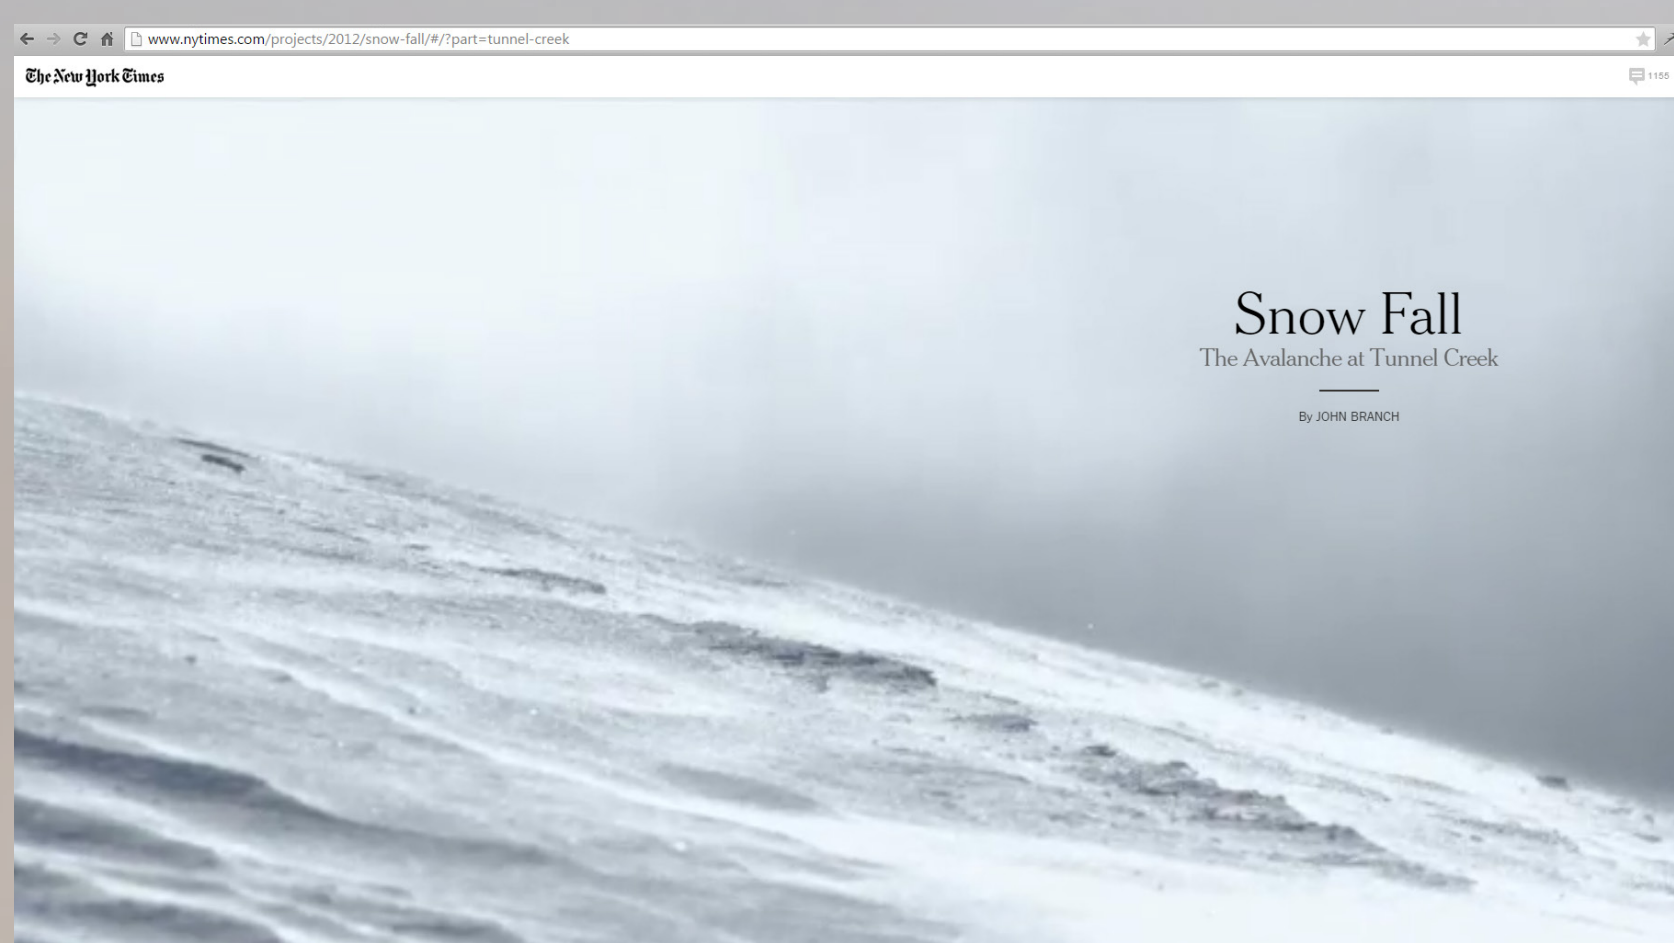 www.nytimes.com/projects/2012/snow-fall/#/?part=tunnel-creek
The New York Times
1155
Snow Fall
The Avalanche at Tunnel Creek
By JOHN BRANCH